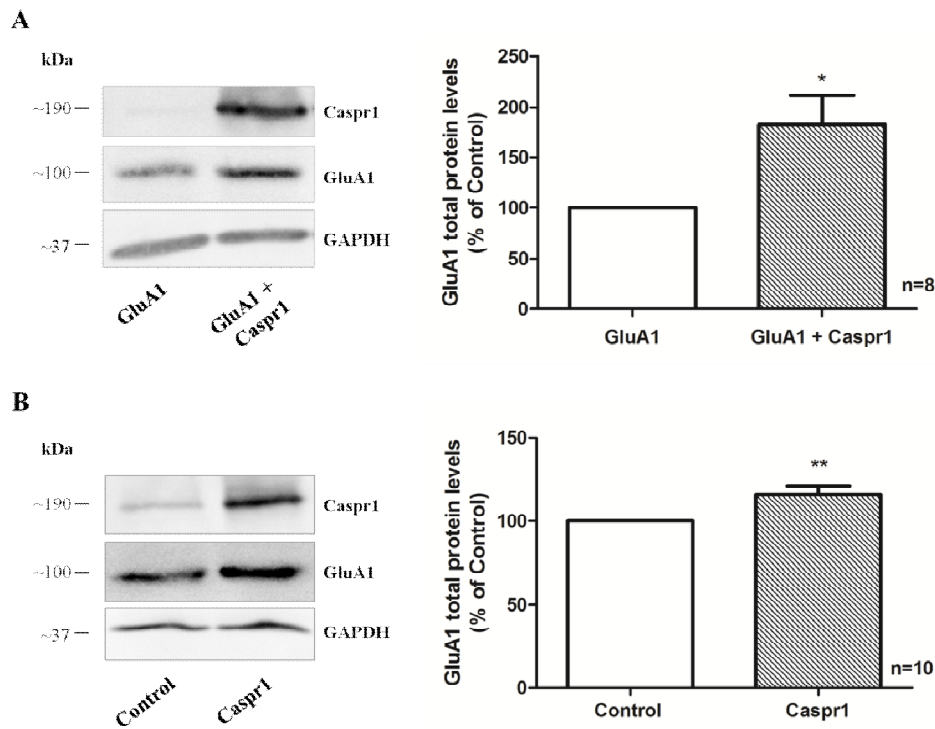 A
kDa
~190
Caspr1
~100
GluA1
~37
GAPDH
GluA1
GluA1 +
Caspr1
GluA1 total protein levels
(% of Control)
250
200
150
100
50
0
*
n=8
GluA1
GluA1 + Caspr1
B
kDa
~190
Caspr1
~100
GluA1
~37
GAPDH
Control
Caspr1
GluA1 total protein levels
(% of Control)
150
100
50
0
**
n=10
Control
Caspr1